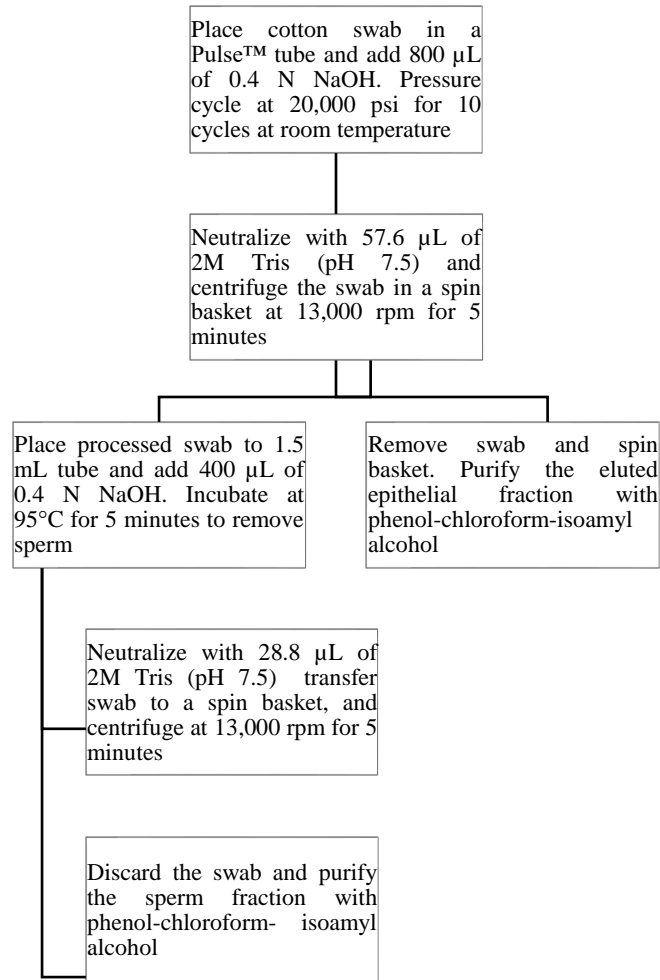 Place cotton swab in a
Pulse™ tube and add 800 µL
of 0.4 N NaOH. Pressure
cycle at 20,000 psi for 10
cycles at room temperature
Neutralize with 57.6 µL of
2M Tris (pH 7.5) and
centrifuge the swab in a spin
basket at 13,000 rpm for 5
minutes
Place processed swab to 1.5
mL tube and add 400 µL of
0.4 N NaOH. Incubate at
95°C for 5 minutes to remove
sperm
Remove swab and spin
basket. Purify the eluted
epithelial fraction with
phenol-chloroform-isoamyl
alcohol
Neutralize with 28.8 µL of
2M Tris (pH 7.5) transfer
swab to a spin basket, and
centrifuge at 13,000 rpm for 5
minutes
Discard the swab and purify
the sperm fraction with
phenol-chloroform- isoamyl
alcohol